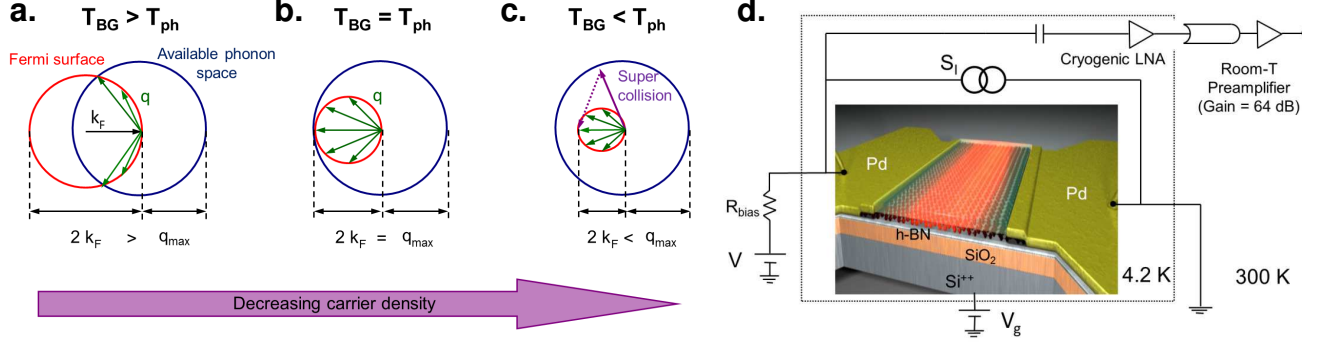 a.
T_BG > T_ph
Fermi surface
Available phonon
space
q
k_F
2 k_F > q_max
b.
T_BG = T_ph
q
2 k_F = q_max
c.
T_BG < T_ph
Super
collision
2 k_F < q_max
Decreasing carrier density
d.
S_I
Cryogenic LNA
Room-T
Preamplifier
(Gain = 64 dB)
Pd
Pd
R_bias
V
h-BN
SiO₂
Si⁺⁺
4.2 K
300 K
V_g